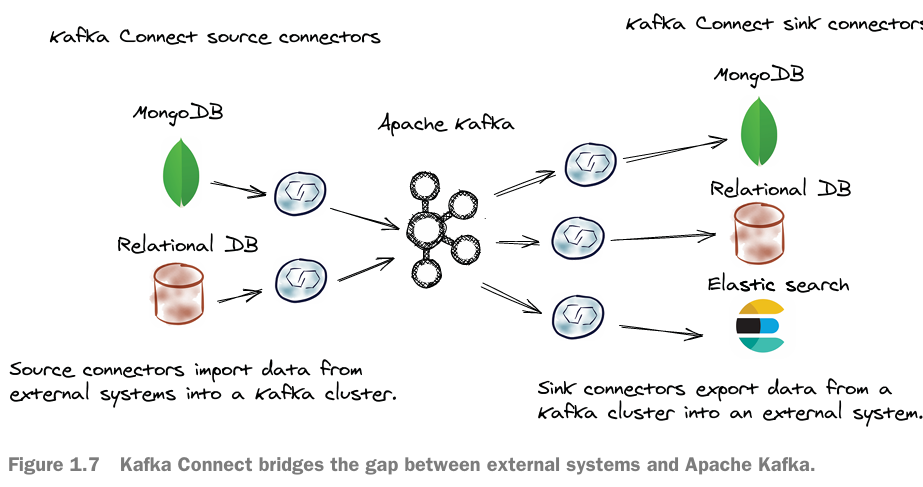 Kafka Connect source connectors
Kafka Connect sink connectors
MongoDB
Relational DB
Apache Kafka
MongoDB
Relational DB
Elastic search
Source connectors import data from
external systems into a Kafka cluster.
Sink connectors export data from a
Kafka cluster into an external system.
Figure 1.7 Kafka Connect bridges the gap between external systems and Apache Kafka.